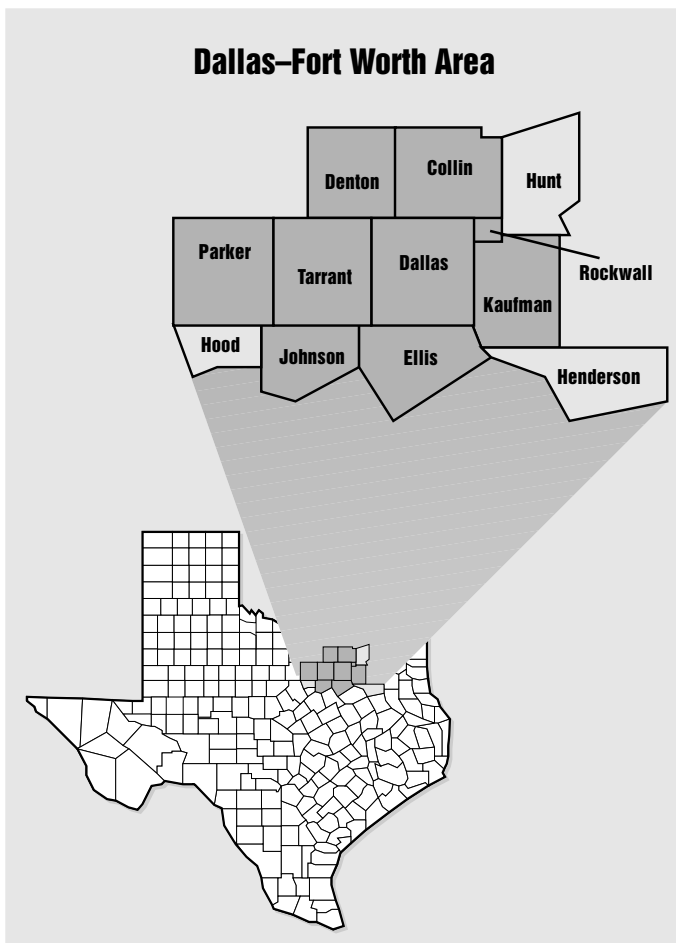 Dallas–Fort Worth Area
Denton
Collin
Hunt
Parker
Tarrant
Dallas
Rockwall
Kaufman
Hood
Johnson
Ellis
Henderson